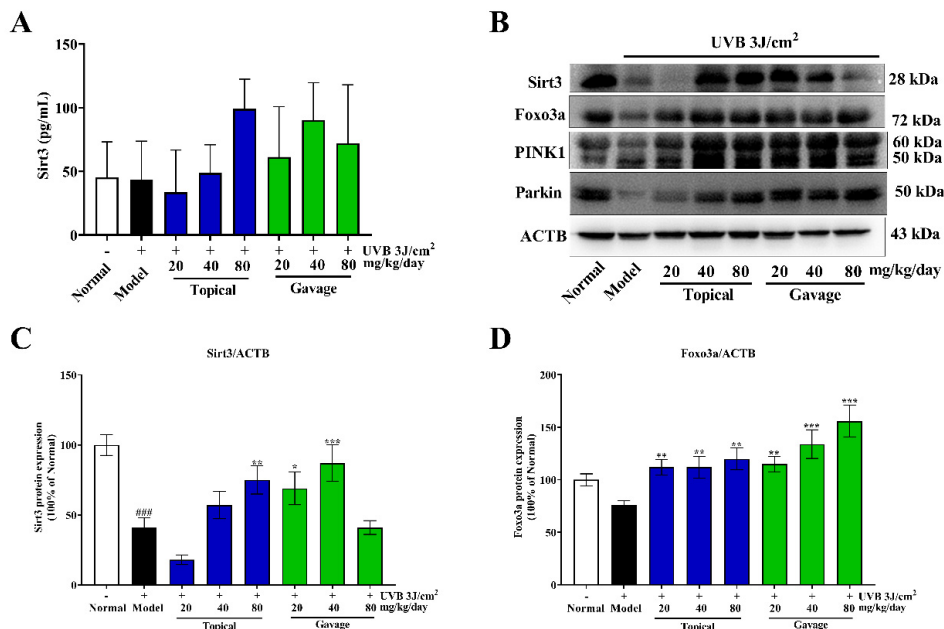 A
150
100
50
0
Sirt3 (pg/mL)
- + + + + + + + UVB 3J/cm²
20 40 80 20 40 80 mg/kg/day
Normal Model Topical Gavage
B
UVB 3J/cm²
Sirt3 28 kDa
Foxo3a 72 kDa
PINK1 60 kDa
50 kDa
Parkin 50 kDa
ACTB 43 kDa
Normal Model 20 40 80 20 40 80 mg/kg/day
Topical Gavage
C
Sirt3/ACTB
150
100
50
0
Sirt3 protein expression
(100% of Normal)
### ** * ***
- + + + + + + + UVB 3J/cm²
Normal Model 20 40 80 20 40 80 mg/kg/day
Topical Gavage
D
Foxo3a/ACTB
200
150
100
50
0
Foxo3a protein expression
(100% of Normal)
** ** ** ** *** ***
- + + + + + + + UVB 3J/cm²
Normal Model 20 40 80 20 40 80 mg/kg/day
Topical Gavage